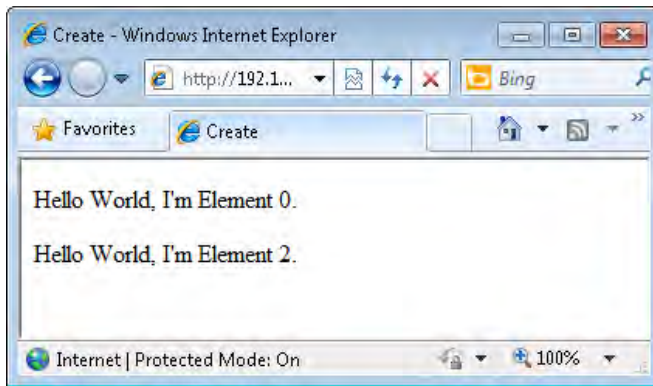 Create - Windows Internet Explorer
http://192.1...
Bing
Favorites
Create
Hello World, I'm Element 0.
Hello World, I'm Element 2.
Internet | Protected Mode: On
100%